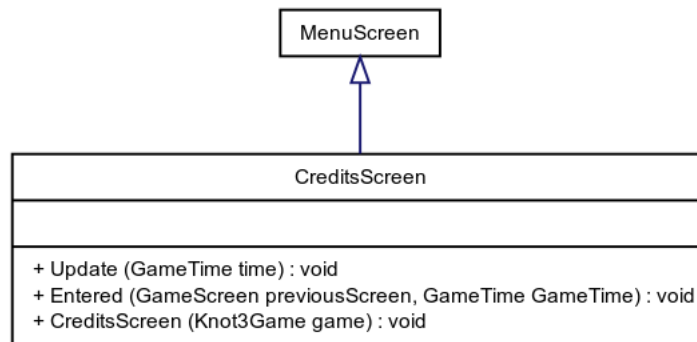 MenuScreen
CreditsScreen
+ Update (GameTime time) : void
+ Entered (GameScreen previousScreen, GameTime GameTime) : void
+ CreditsScreen (Knot3Game game) : void